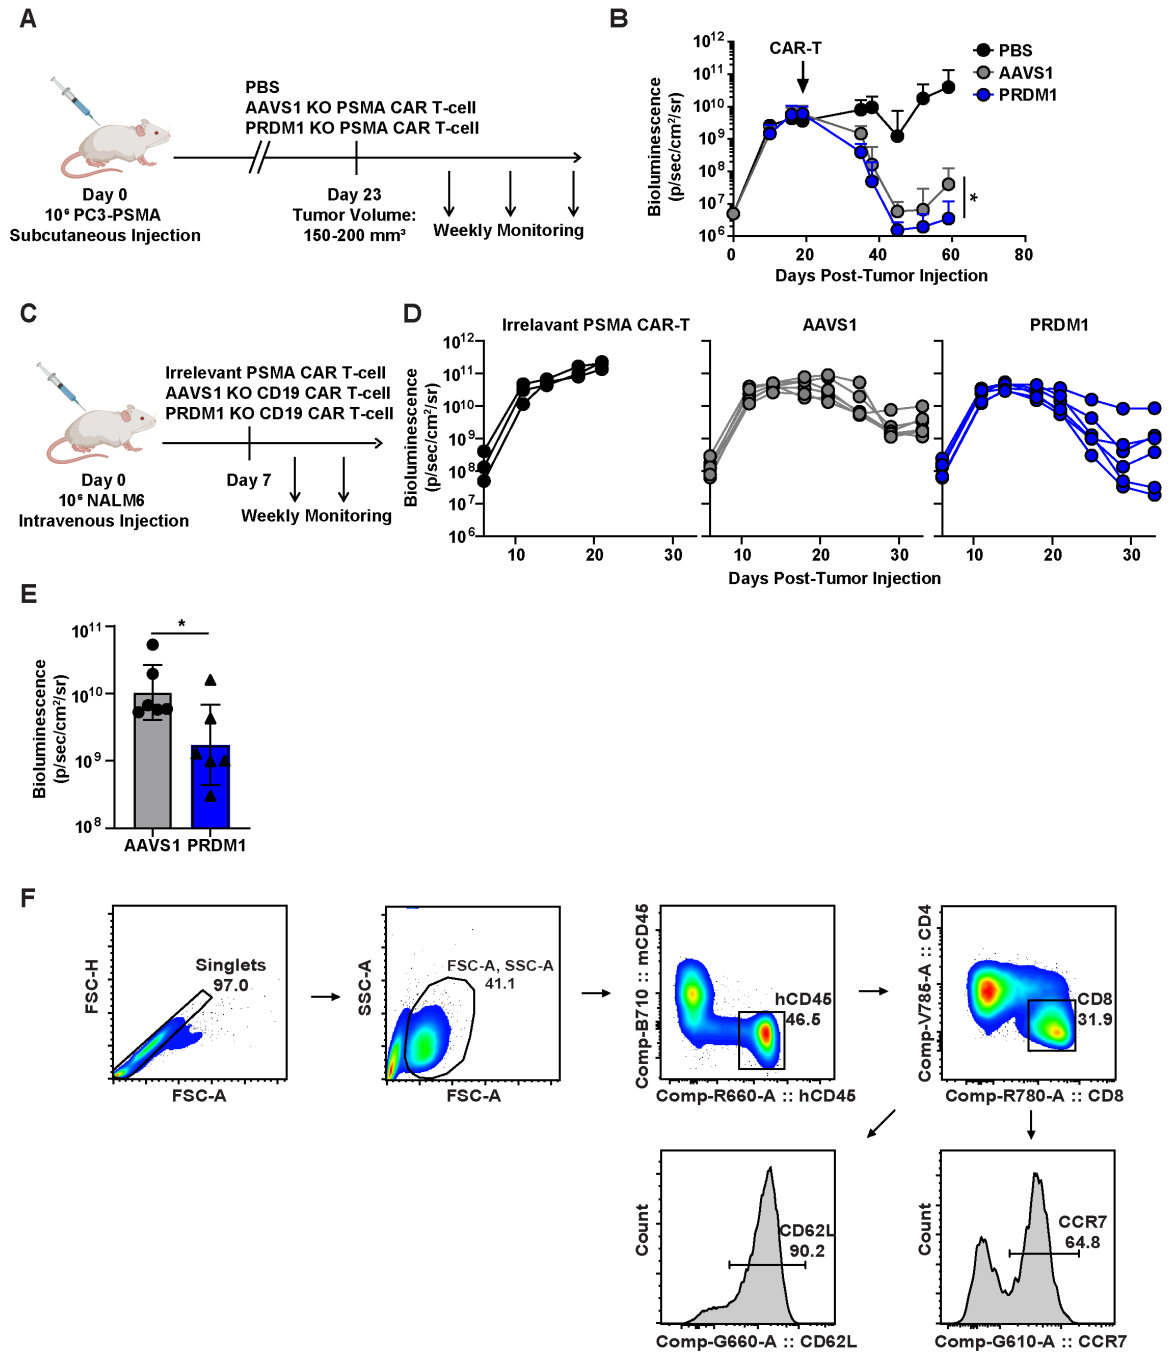 A
PBS
AAVS1 KO PSMA CAR T-cell
PRDM1 KO PSMA CAR T-cell
Day 0
10⁶ PC3-PSMA
Subcutaneous Injection
Day 23
Tumor Volume:
150-200 mm³
Weekly Monitoring
B
Bioluminescence
(p/sec/cm²/sr)
10¹²
10¹¹
10¹⁰
10⁹
10⁸
10⁷
10⁶
CAR-T
PBS
AAVS1
PRDM1
*
0 20 40 60 80
Days Post-Tumor Injection
C
Irrelevant PSMA CAR T-cell
AAVS1 KO CD19 CAR T-cell
PRDM1 KO CD19 CAR T-cell
Day 0
10⁶ NALM6
Intravenous Injection
Day 7
Weekly Monitoring
D
Irrelavant PSMA CAR-T
AAVS1
PRDM1
Bioluminescence
(p/sec/cm²/sr)
10¹²
10¹¹
10¹⁰
10⁹
10⁸
10⁷
10⁶
10 20 30
10 20 30
10 20 30
Days Post-Tumor Injection
E
Bioluminescence
(p/sec/cm²/sr)
10¹¹
10¹⁰
10⁹
10⁸
*
AAVS1 PRDM1
F
FSC-H
Singlets
97.0
FSC-A
SSC-A
FSC-A, SSC-A
41.1
FSC-A
Comp-B710 :: mCD45
hCD45
46.5
Comp-R660-A :: hCD45
Comp-V785-A :: CD4
CD8
31.9
Comp-R780-A :: CD8
Count
CD62L
90.2
Comp-G660-A :: CD62L
Count
CCR7
64.8
Comp-G610-A :: CCR7